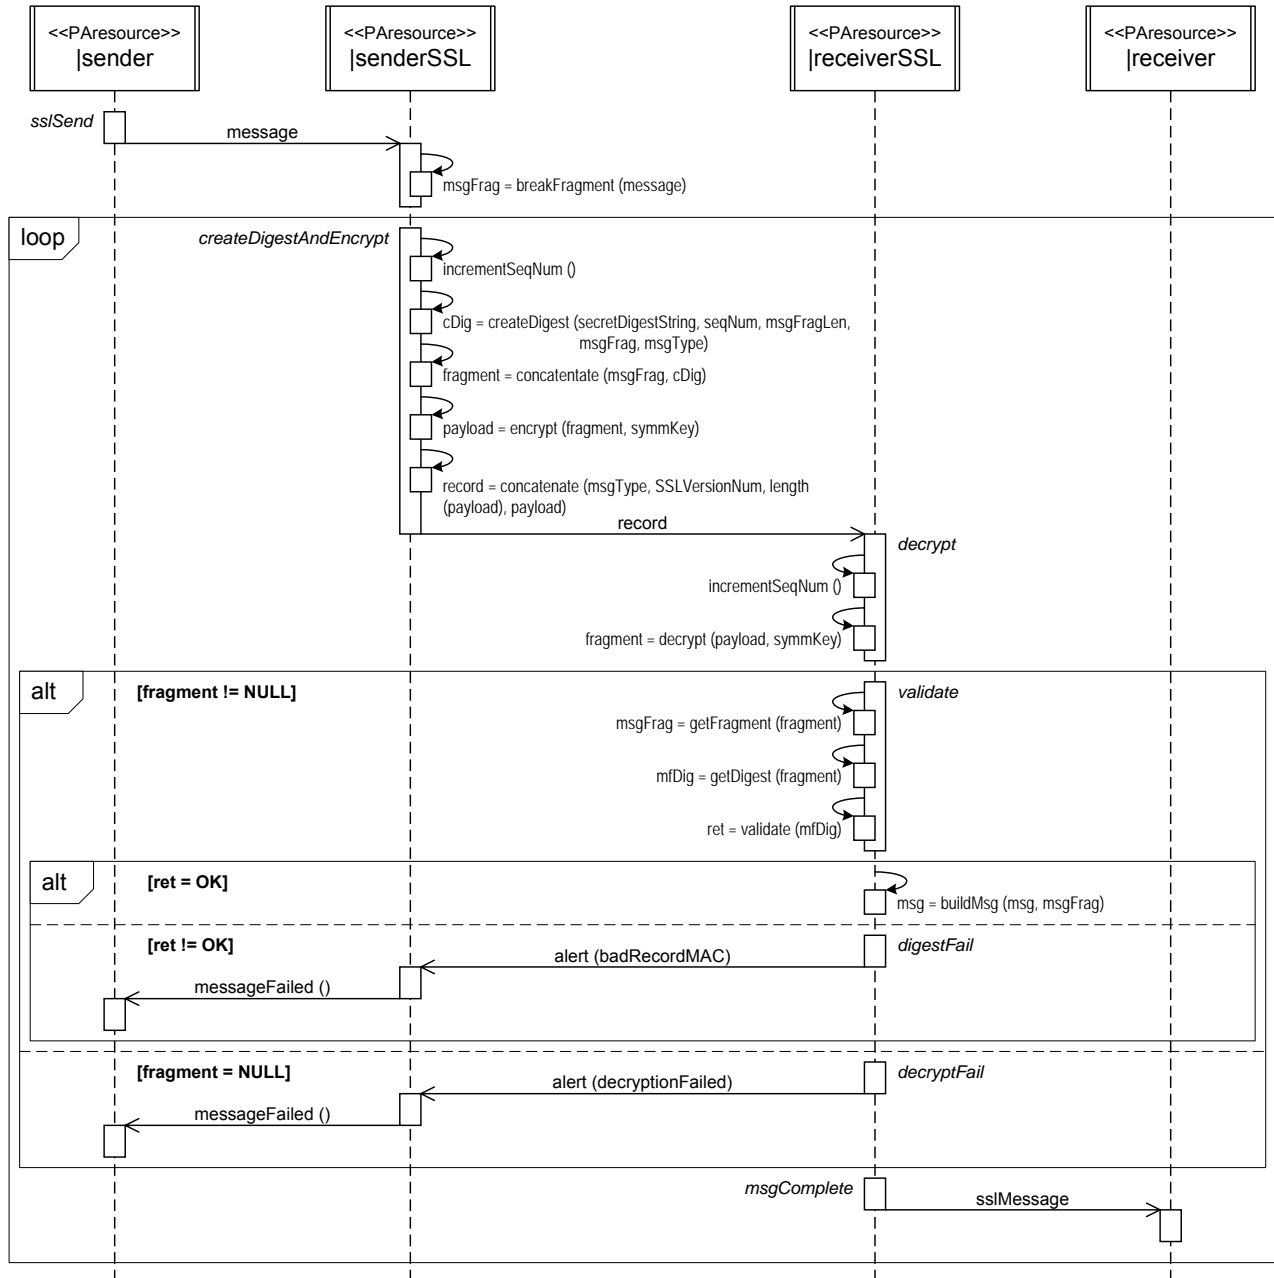 <<PAresource>>
|sender
<<PAresource>>
|senderSSL
<<PAresource>>
|receiverSSL
<<PAresource>>
|receiver
sslSend
message
msgFrag = breakFragment (message)
loop
createDigestAndEncrypt
incrementSeqNum ()
cDig = createDigest (secretDigestString, seqNum, msgFragLen,
msgFrag, msgType)
fragment = concatentate (msgFrag, cDig)
payload = encrypt (fragment, symmKey)
record = concatenate (msgType, SSLVersionNum, length
(payload), payload)
record
decrypt
incrementSeqNum ()
fragment = decrypt (payload, symmKey)
alt
[fragment != NULL]
validate
msgFrag = getFragment (fragment)
mfDig = getDigest (fragment)
ret = validate (mfDig)
alt
[ret = OK]
msg = buildMsg (msg, msgFrag)
[ret != OK]
alert (badRecordMAC)
digestFail
messageFailed ()
[fragment = NULL]
alert (decryptionFailed)
decryptFail
messageFailed ()
msgComplete
sslMessage